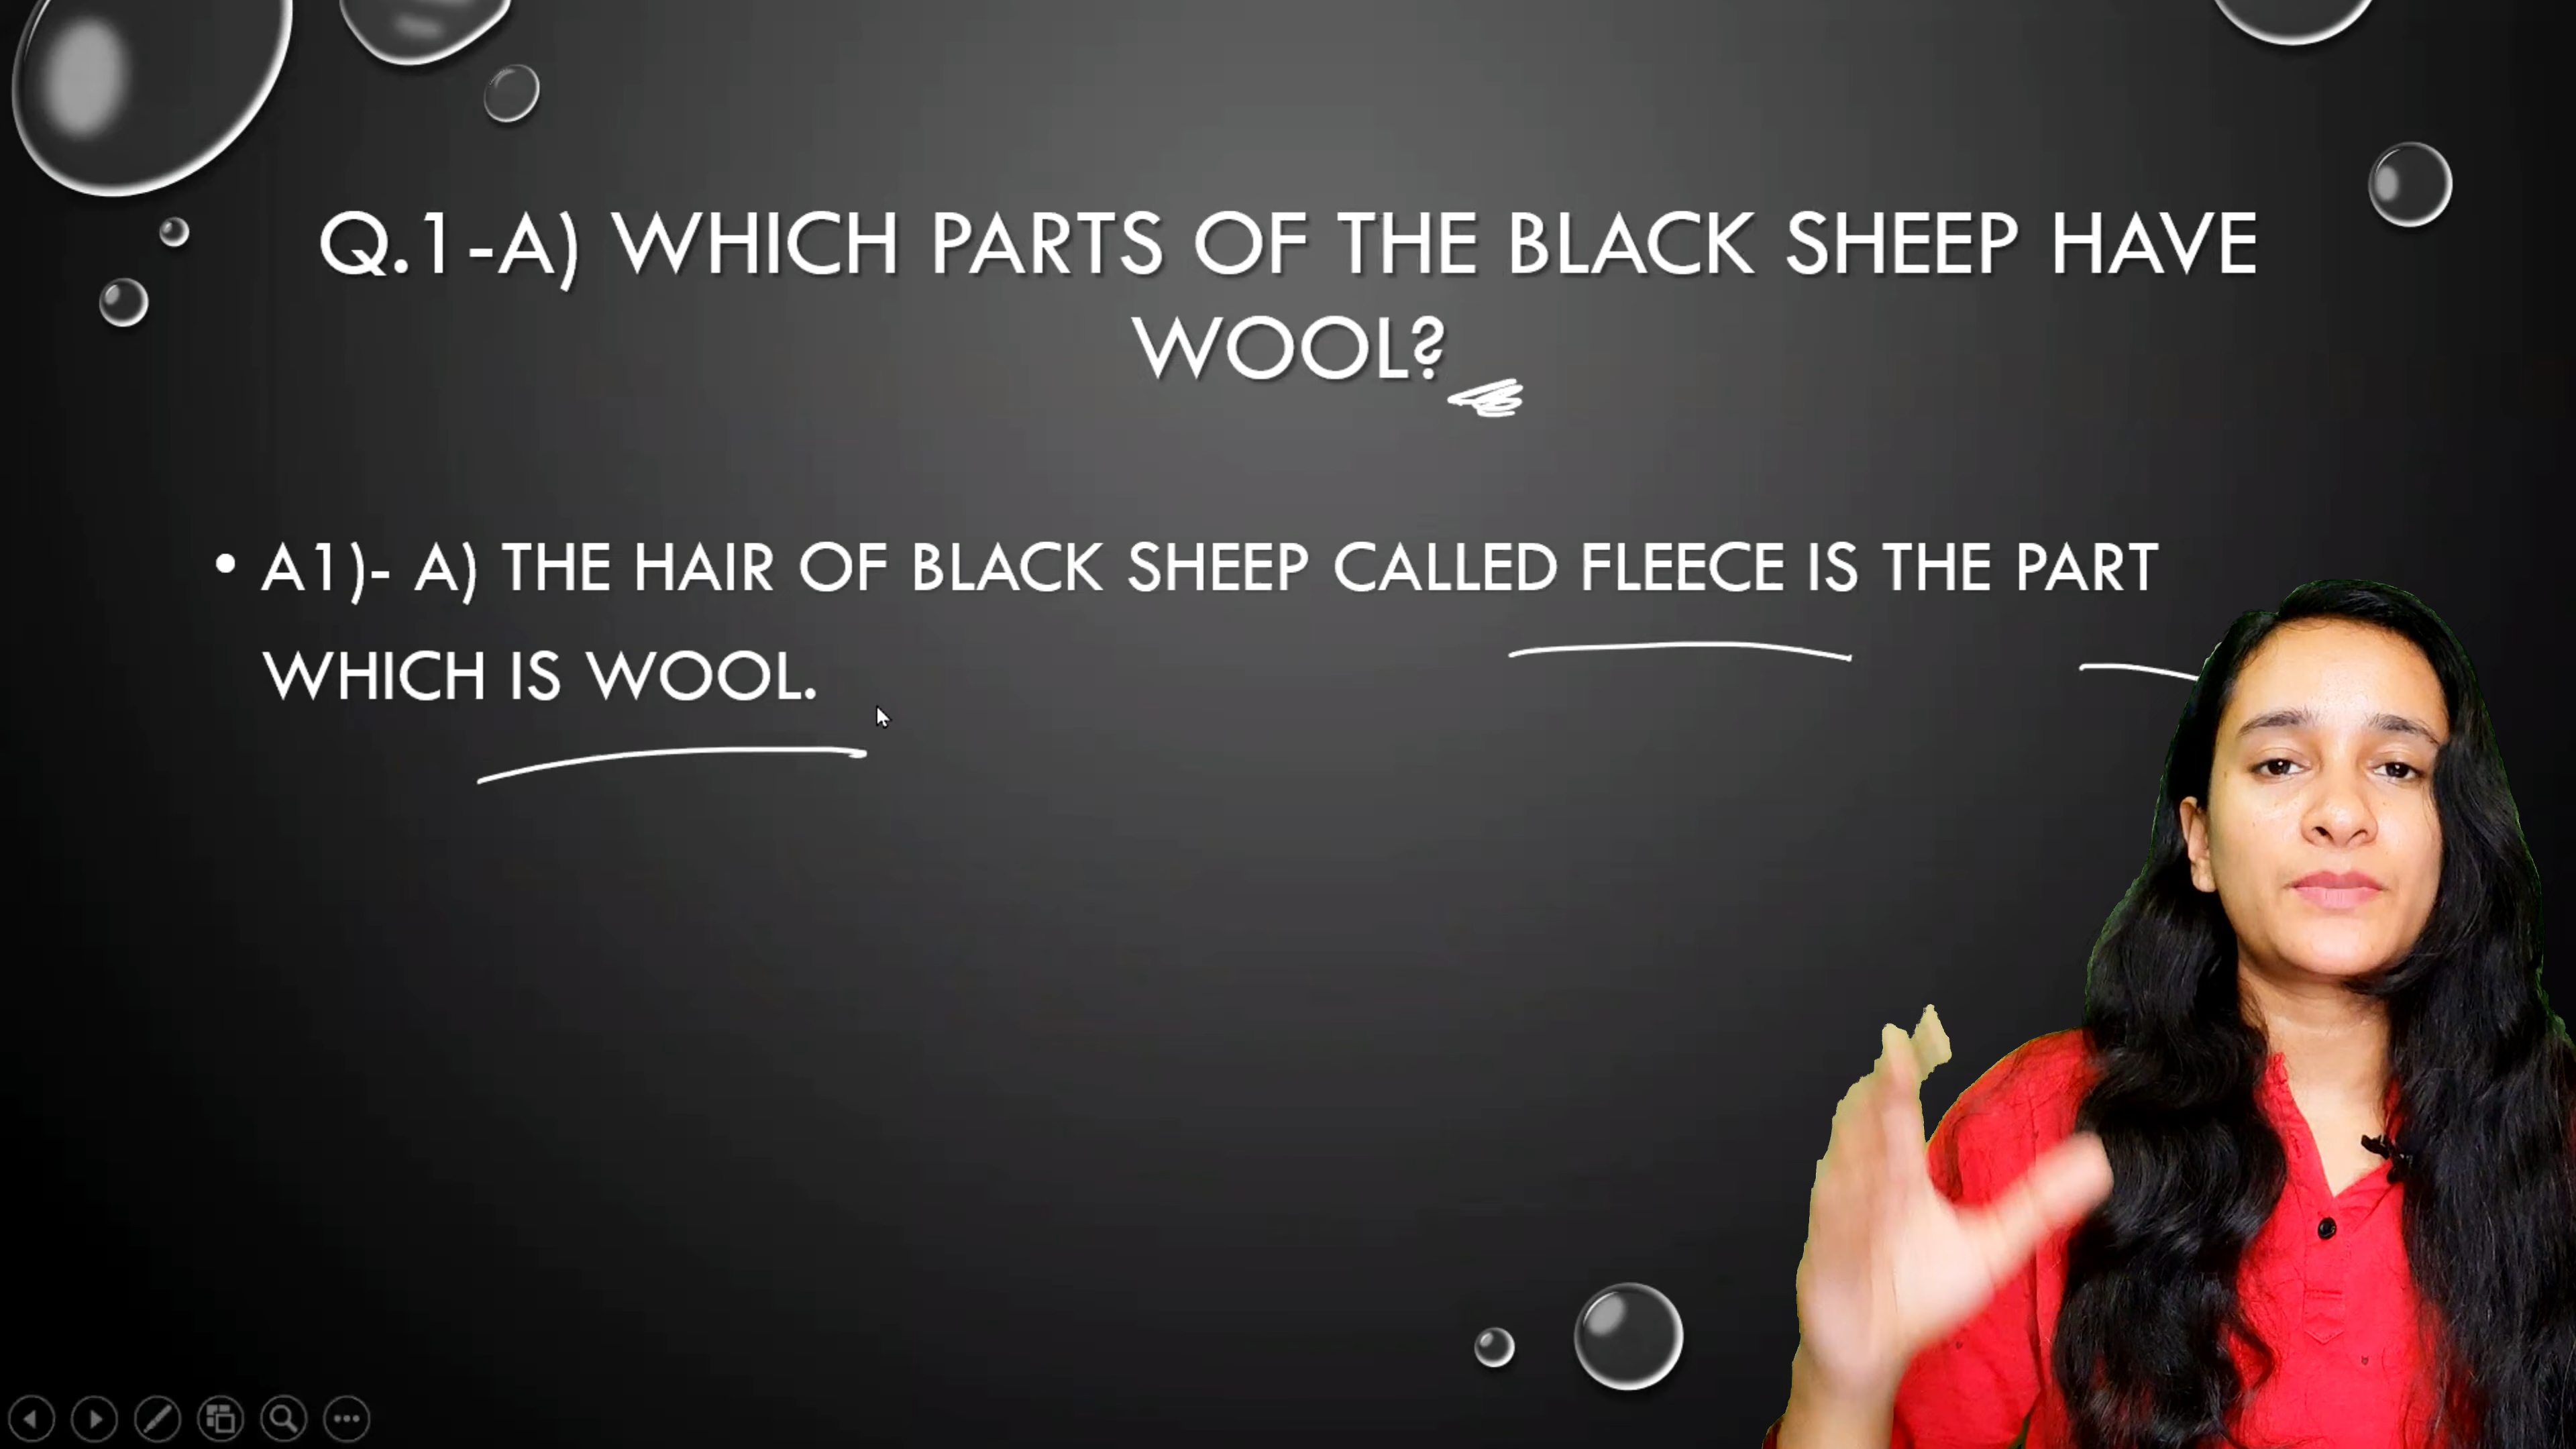 Q.1-A) WHICH PARTS OF THE BLACK SHEEP HAVE
WOOL?
• A1)- A) THE HAIR OF BLACK SHEEP CALLED FLEECE IS THE PART
WHICH IS WOOL.